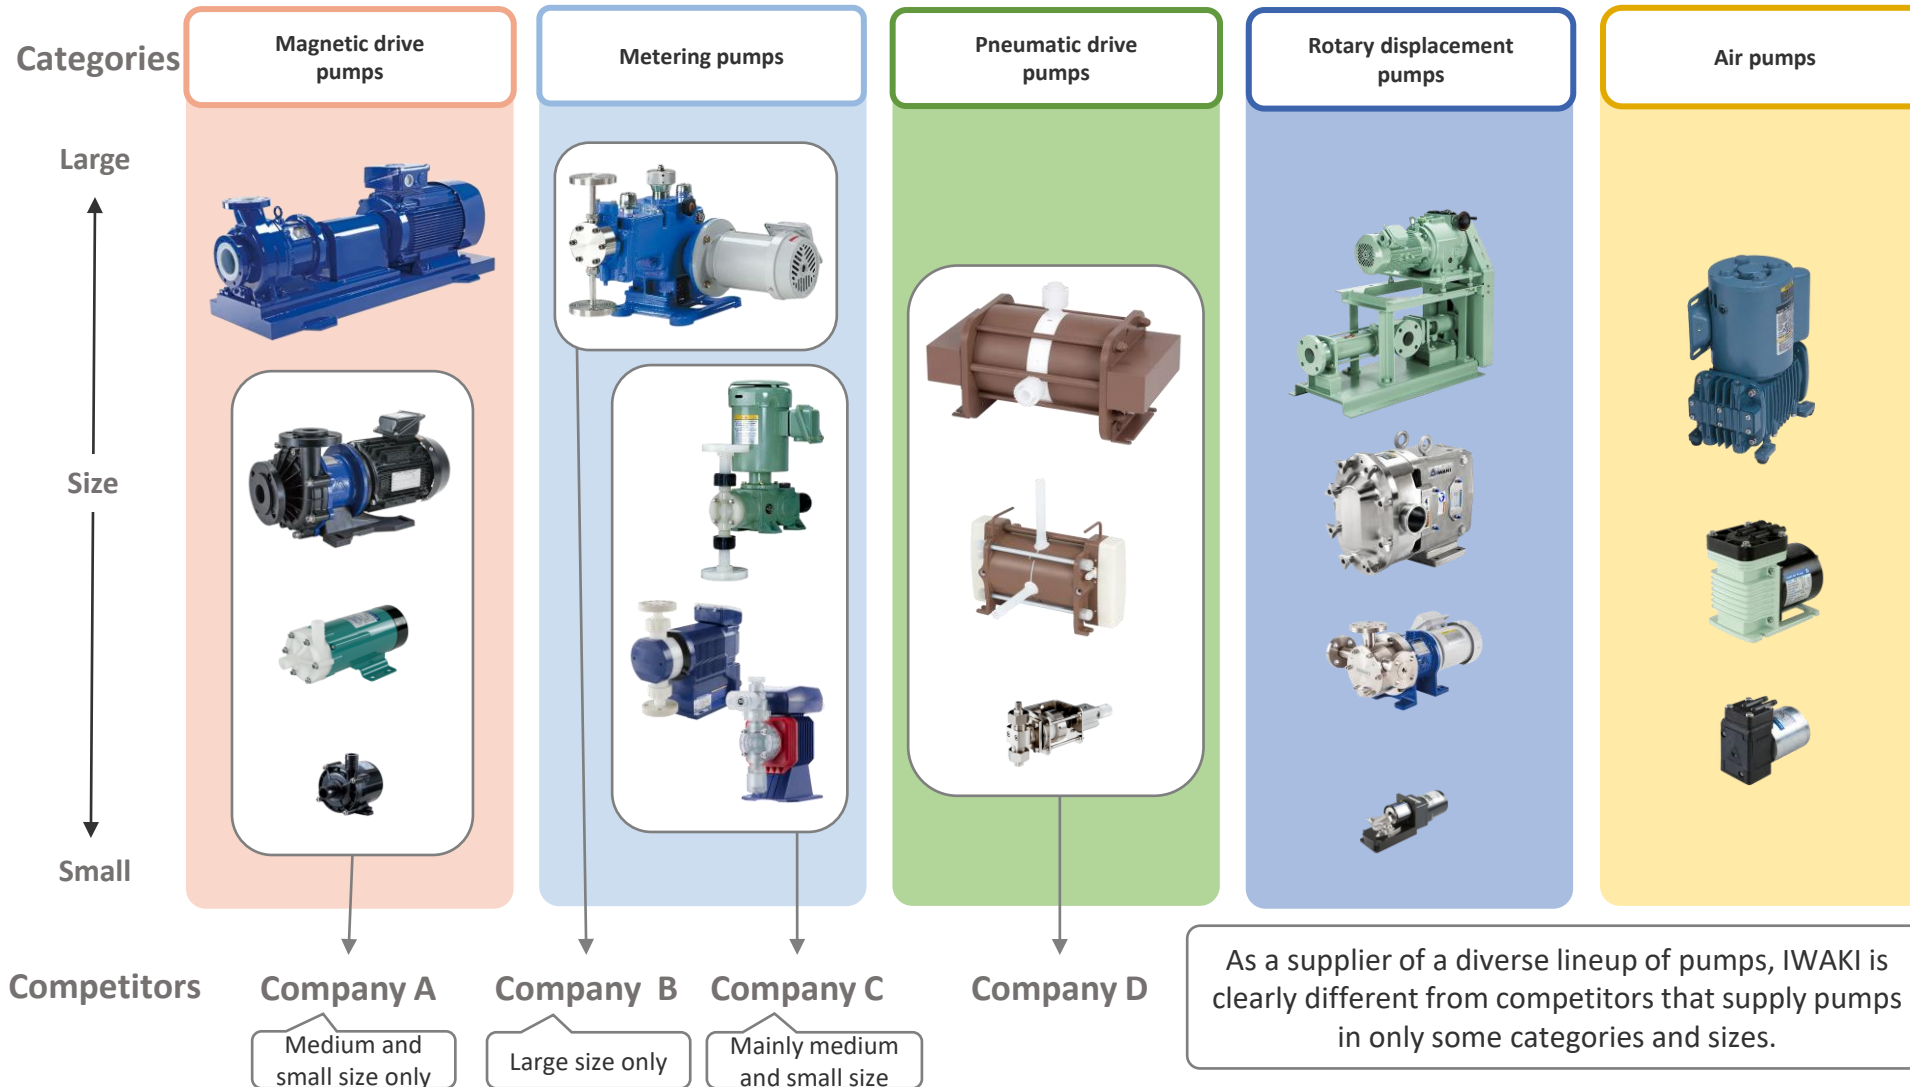 Categories
Magnetic drive
pumps
Metering pumps
Pneumatic drive
pumps
Rotary displacement
pumps
Air pumps
Large
Size
Small
IWAKI
Competitors
Company A
Company B
Company C
Company D
Medium and
small size only
Large size only
Mainly medium
and small size
As a supplier of a diverse lineup of pumps, IWAKI is
clearly different from competitors that supply pumps
in only some categories and sizes.